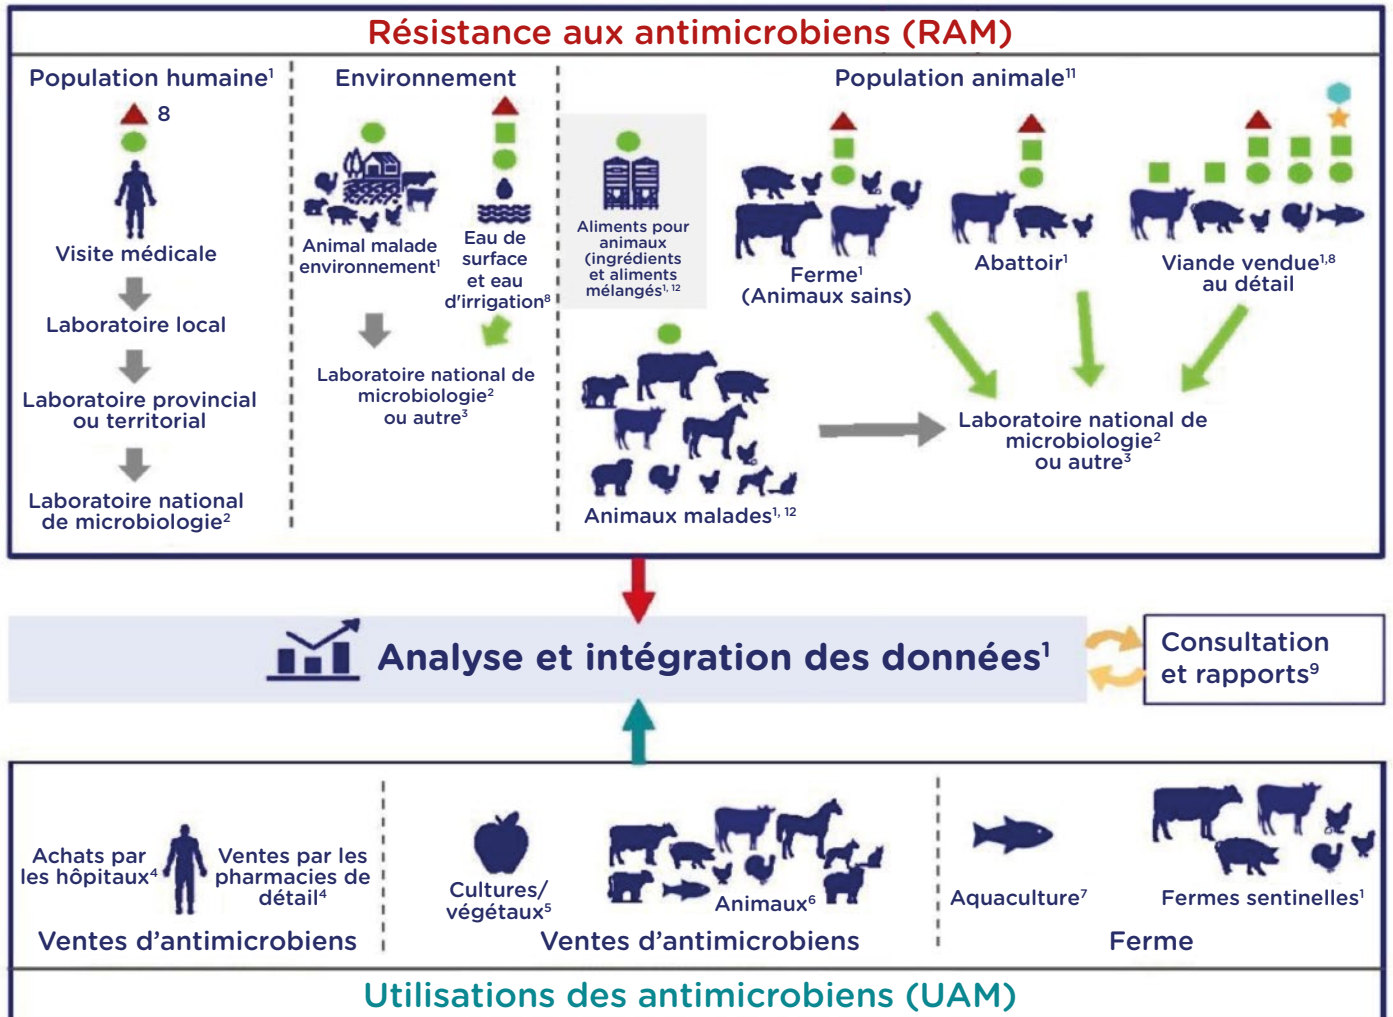 Résistance aux antimicrobiens (RAM)
Population humaine¹
8
Visite médicale
Laboratoire local
Laboratoire provincial
ou territorial
Laboratoire national
de microbiologie²
Environnement
Animal malade
environnement¹
Eau de
surface
et eau
d'irrigation⁸
Laboratoire national de
microbiologie²
ou autre³
Population animale¹¹
Aliments pour
animaux
(ingrédients
et aliments
mélangés¹, ¹²
Ferme¹
(Animaux sains)
Abattoir¹
Viande vendue¹,⁸
au détail
Animaux malades¹, ¹²
Laboratoire national de
microbiologie²
ou autre³
Analyse et intégration des données¹
Consultation
et rapports⁹
Achats par
les hôpitaux⁴
Ventes par les
pharmacies de
détail⁴
Ventes d’antimicrobiens
Cultures/
végétaux⁵
Animaux⁶
Ventes d’antimicrobiens
Aquaculture⁷
Fermes sentinelles¹
Ferme
Utilisations des antimicrobiens (UAM)